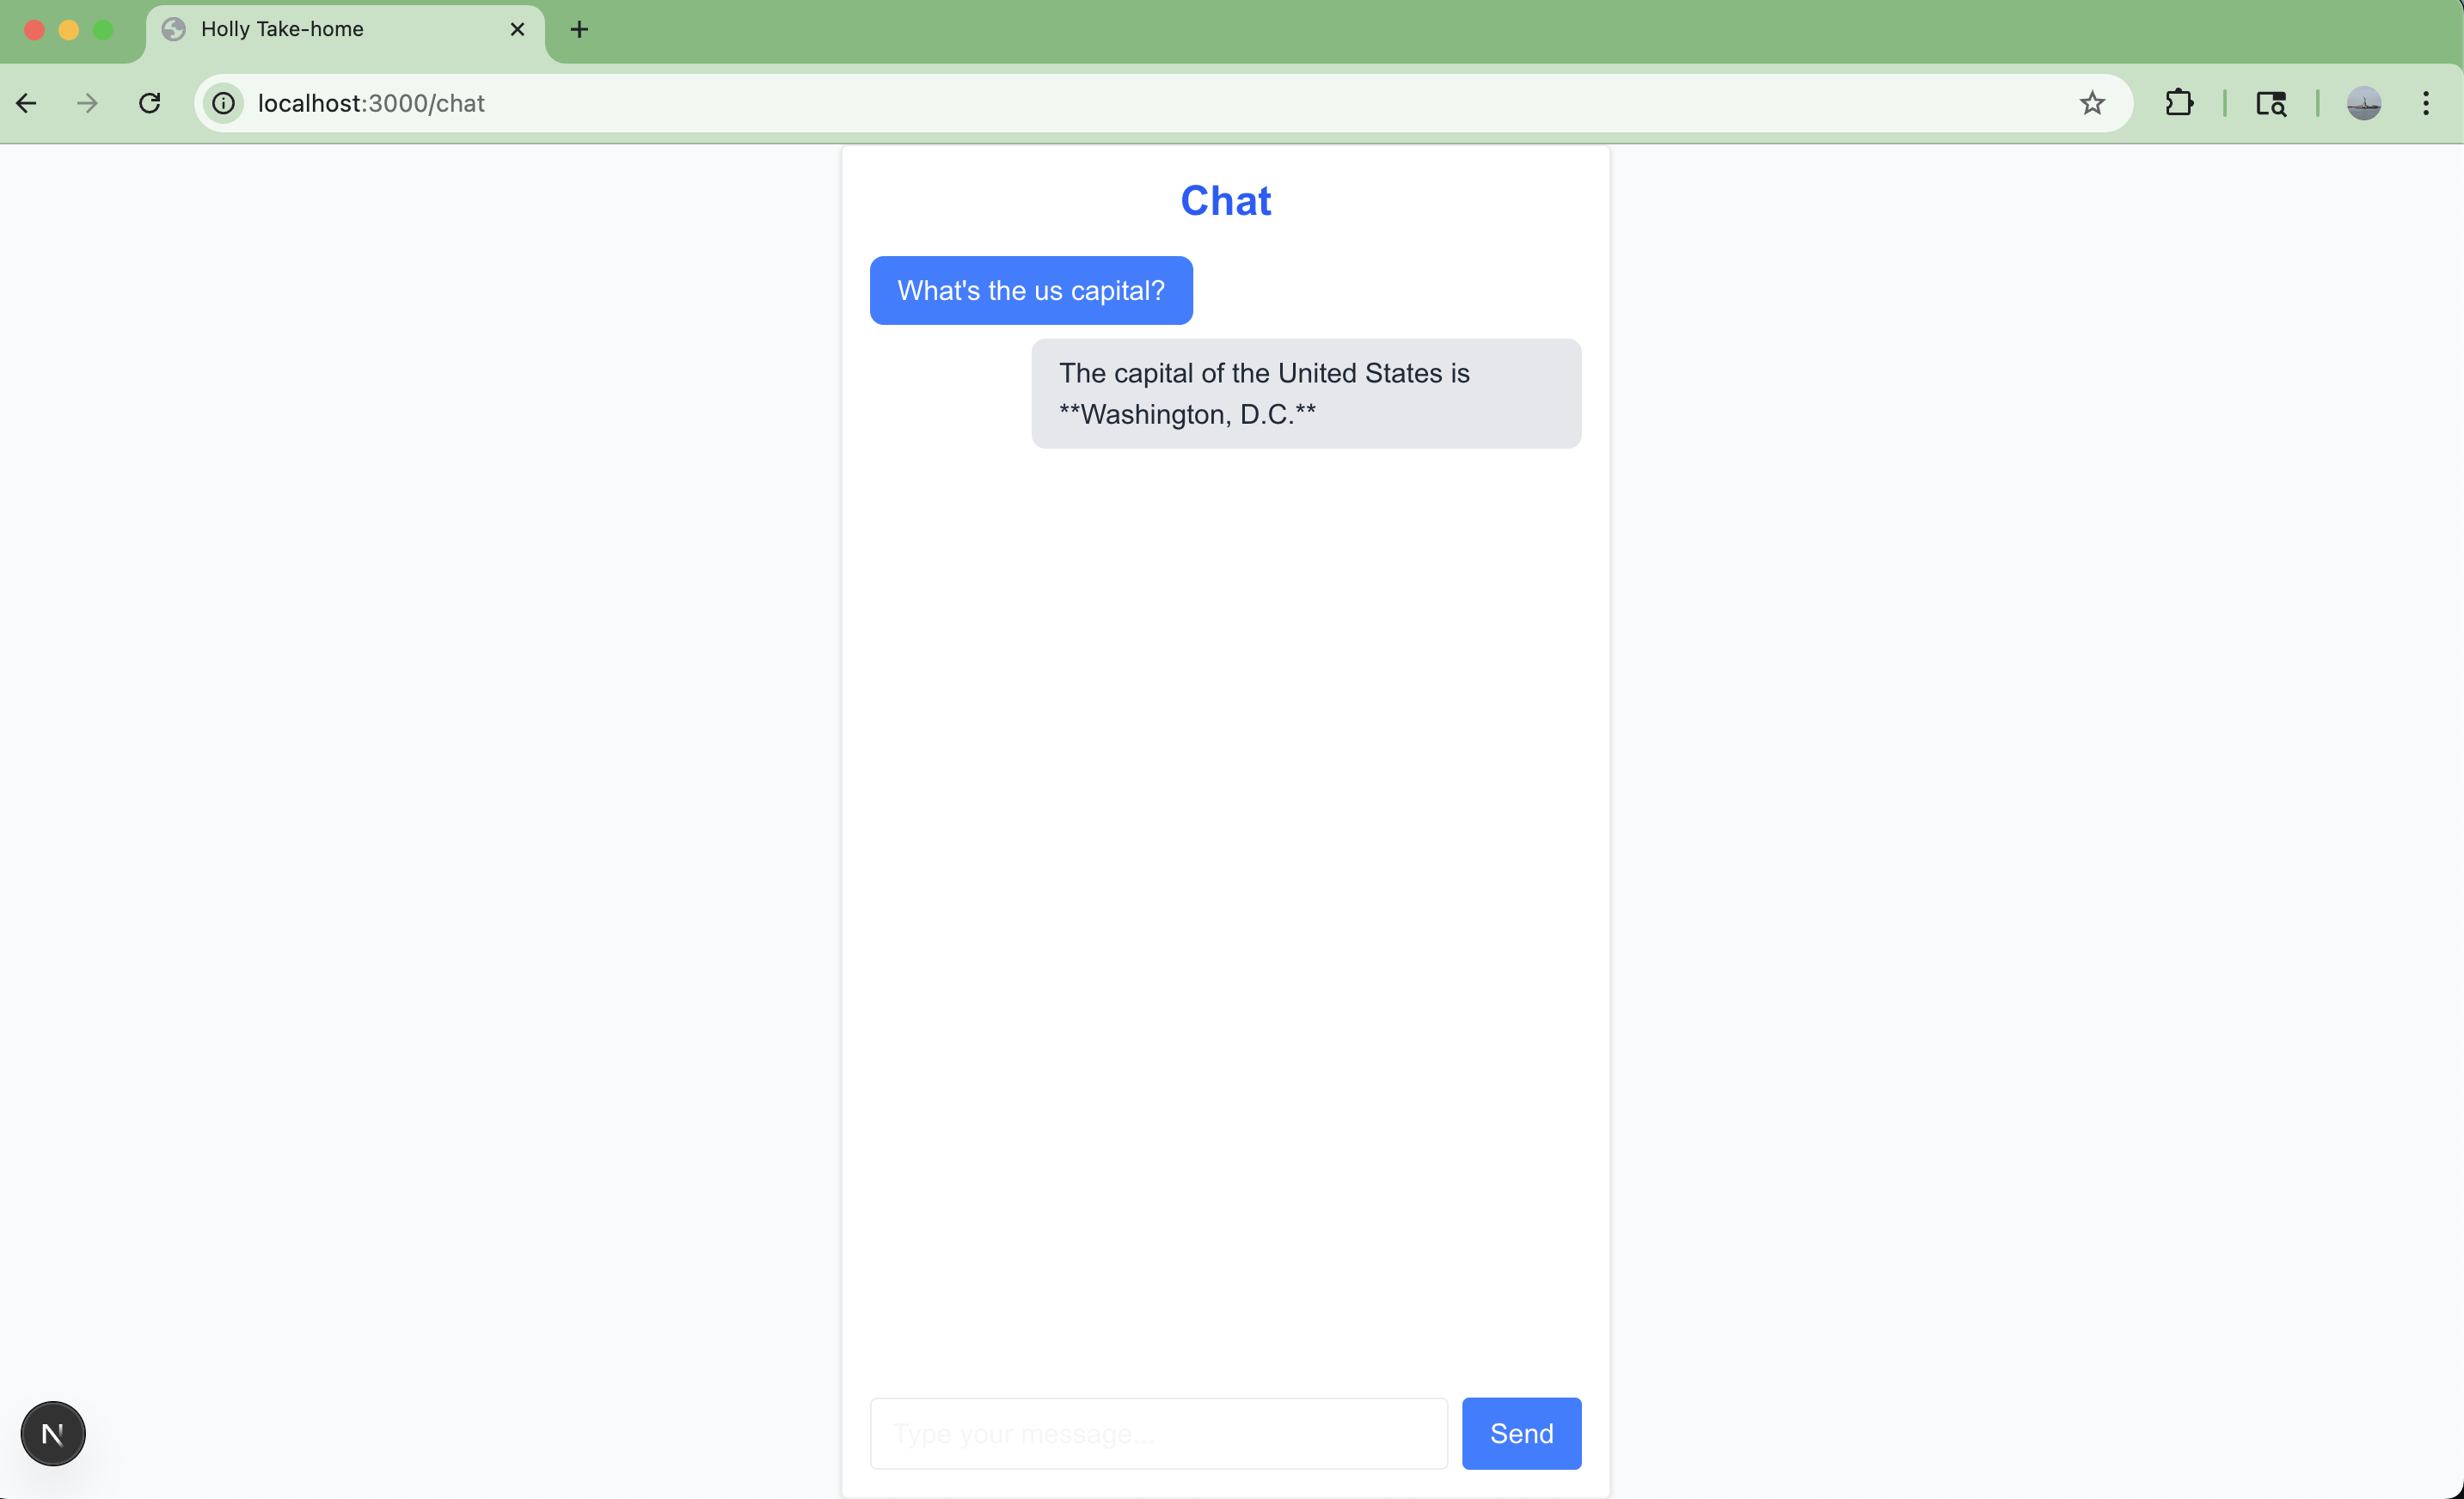 Holly Take-home
localhost:3000/chat
Chat
What's the us capital?
The capital of the United States is
**Washington, D.C.**
Type your message...
Send
N